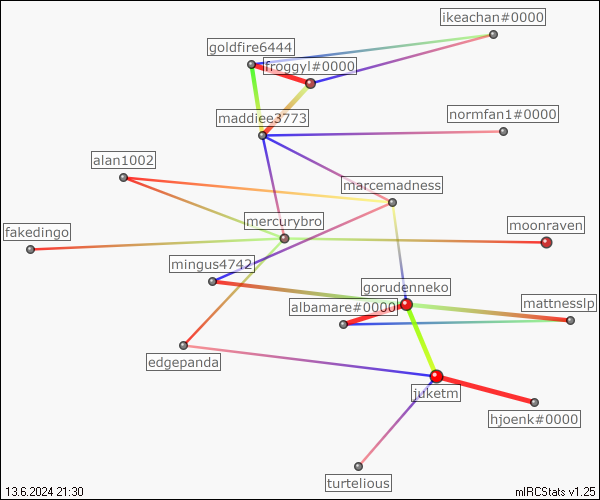 ikeachan#0000
goldfire6444
froggyl#0000
maddiee3773
normfan1#0000
alan1002
marcemadness
mercurybro
fakedingo
moonraven
mingus4742
gorudenneko
albamare#0000
mattnesslp
edgepanda
juketm
hjoenk#0000
turtelious
13.6.2024 21:30
mIRCStats v1.25